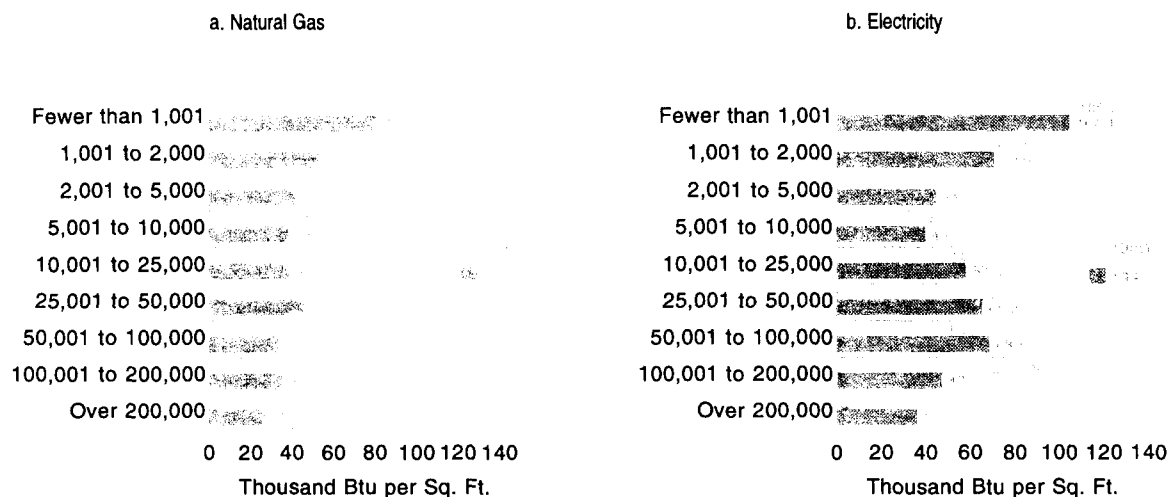 a. Natural Gas
Fewer than 1,001
1,001 to 2,000
2,001 to 5,000
5,001 to 10,000
10,001 to 25,000
25,001 to 50,000
50,001 to 100,000
100,001 to 200,000
Over 200,000
0 20 40 60 80 100 120 140
Thousand Btu per Sq. Ft.
b. Electricity
Fewer than 1,001
1,001 to 2,000
2,001 to 5,000
5,001 to 10,000
10,001 to 25,000
25,001 to 50,000
50,001 to 100,000
100,001 to 200,000
Over 200,000
0 20 40 60 80 100 120 140
Thousand Btu per Sq. Ft.